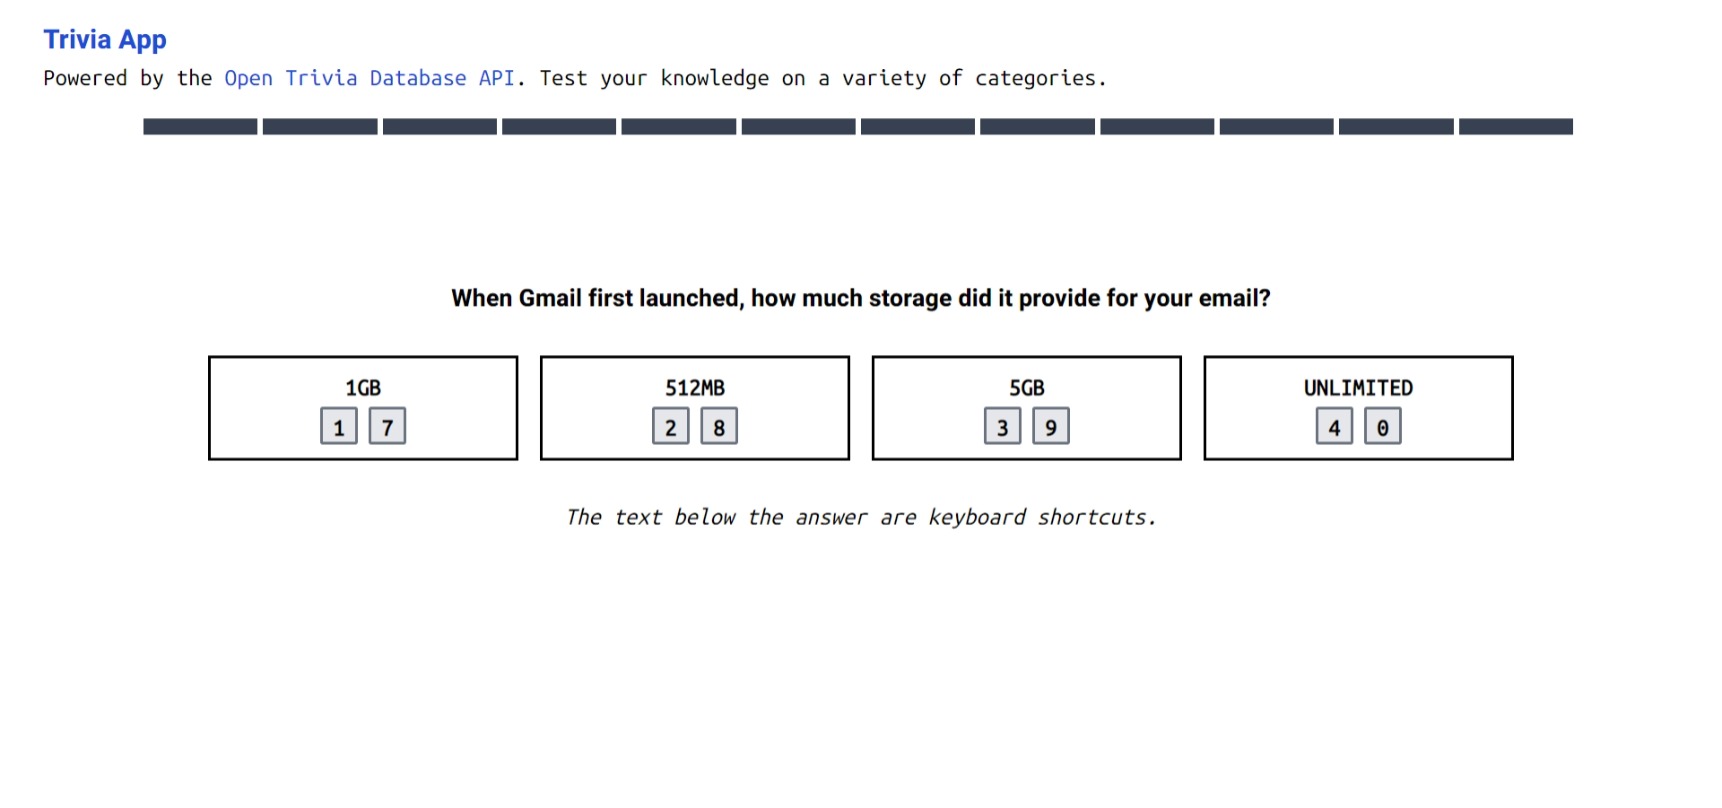 Trivia App
Powered by the Open Trivia Database API. Test your knowledge on a variety of categories.
When Gmail first launched, how much storage did it provide for your email?
1GB
1 7
512MB
2 8
5GB
3 9
UNLIMITED
4 0
The text below the answer are keyboard shortcuts.